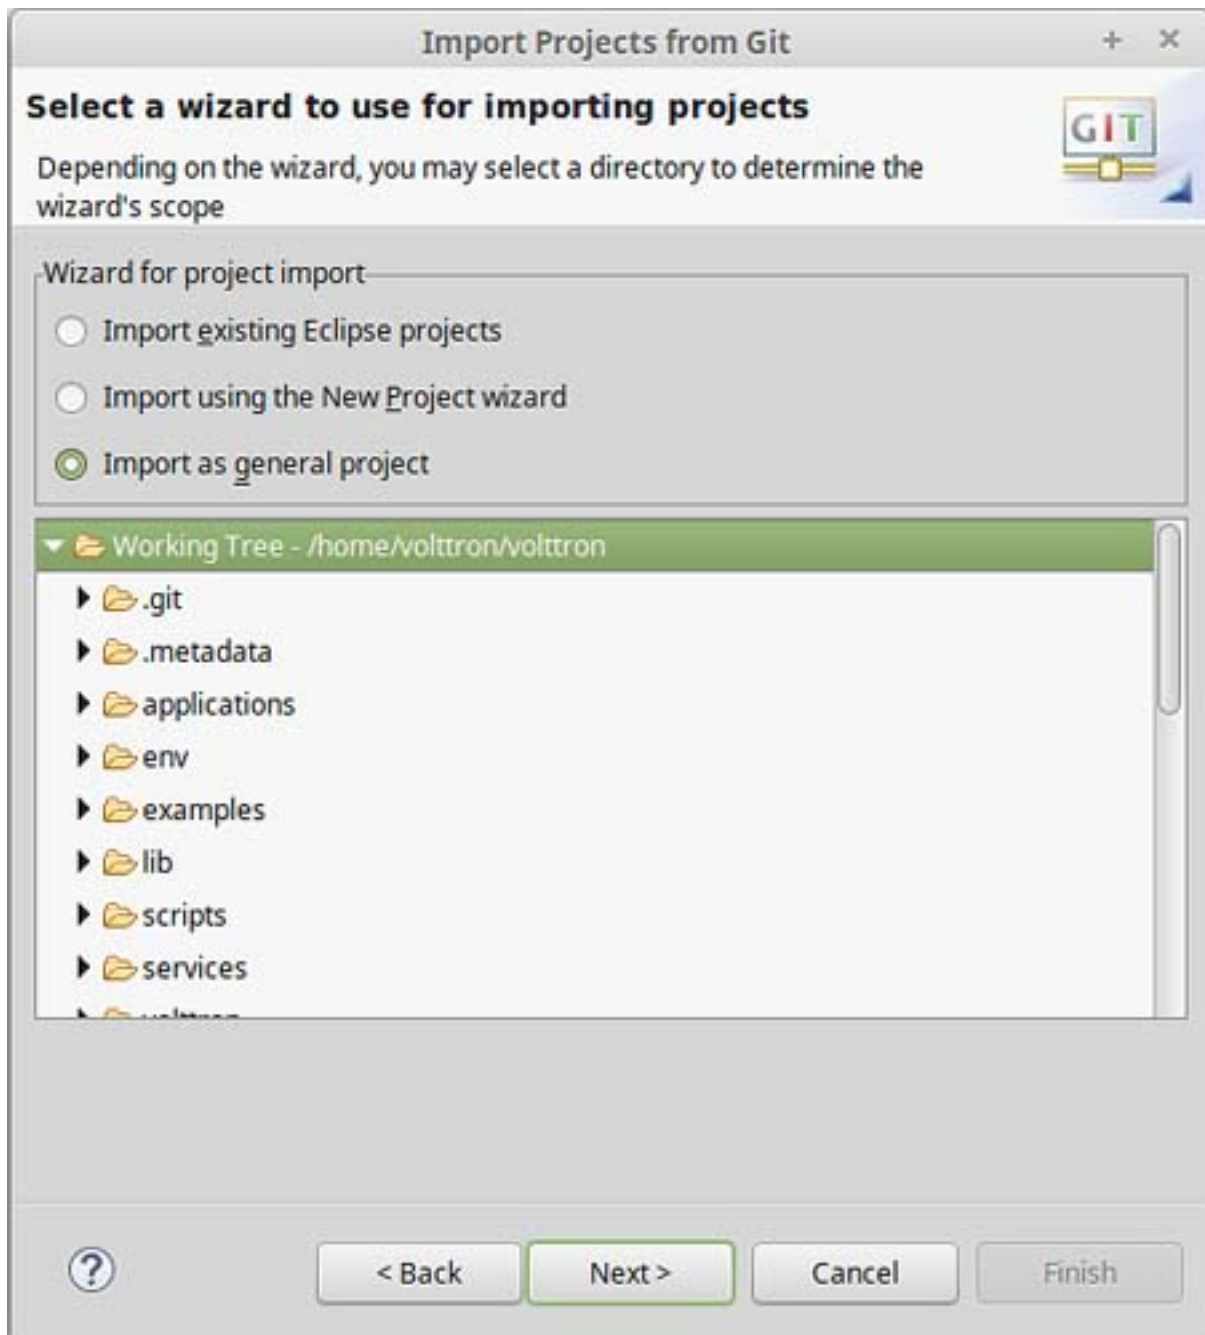 Import Projects from Git
Select a wizard to use for importing projects
Depending on the wizard, you may select a directory to determine the
wizard's scope
GIT
Wizard for project import
Import existing Eclipse projects
Import using the New Project wizard
Import as general project
Working Tree - /home/volttron/volttron
.git
.metadata
applications
env
examples
lib
scripts
services
volttron
?
< Back
Next >
Cancel
Finish